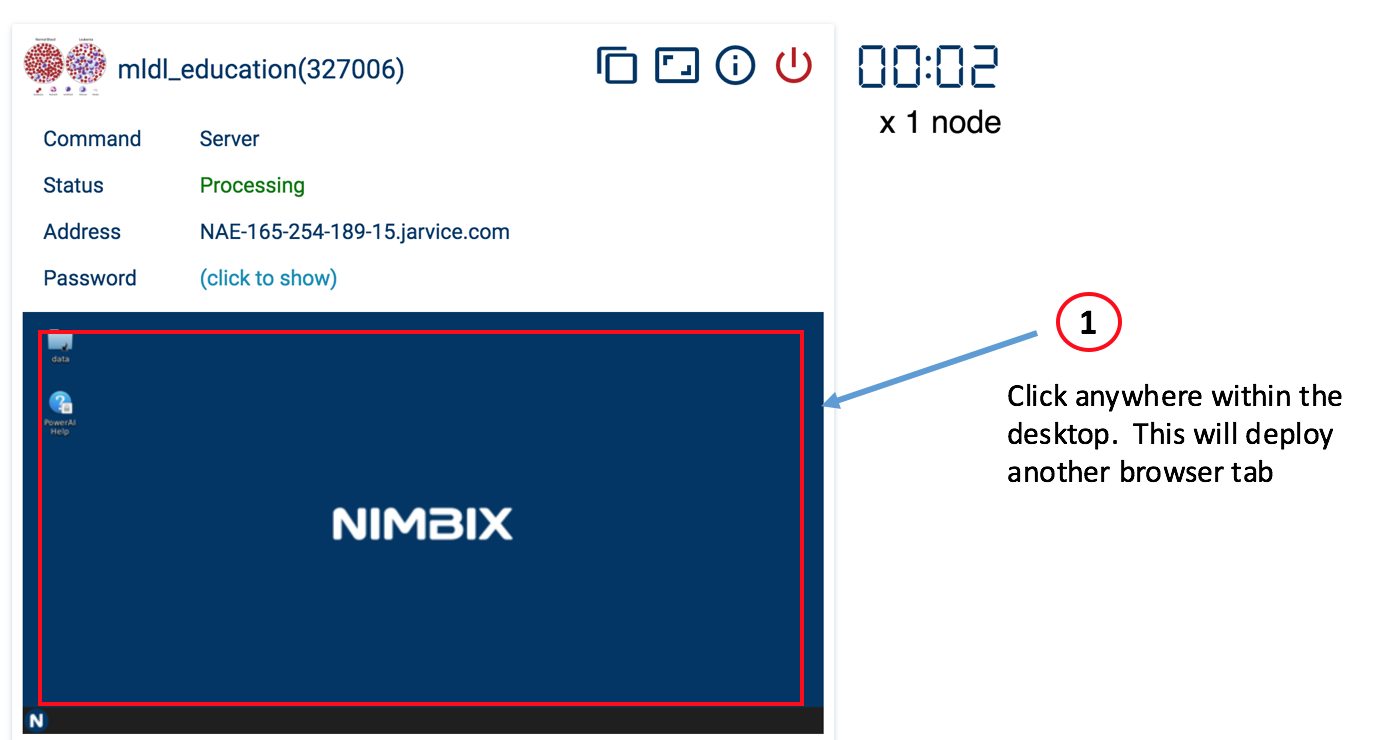 mldl_education(327006)
00:02
x 1 node
Command Server
Status Processing
Address NAE-165-254-189-15.jarvice.com
Password (click to show)
1
Click anywhere within the
desktop. This will deploy
another browser tab
data
PowerAI
Help
NIMBIX
N